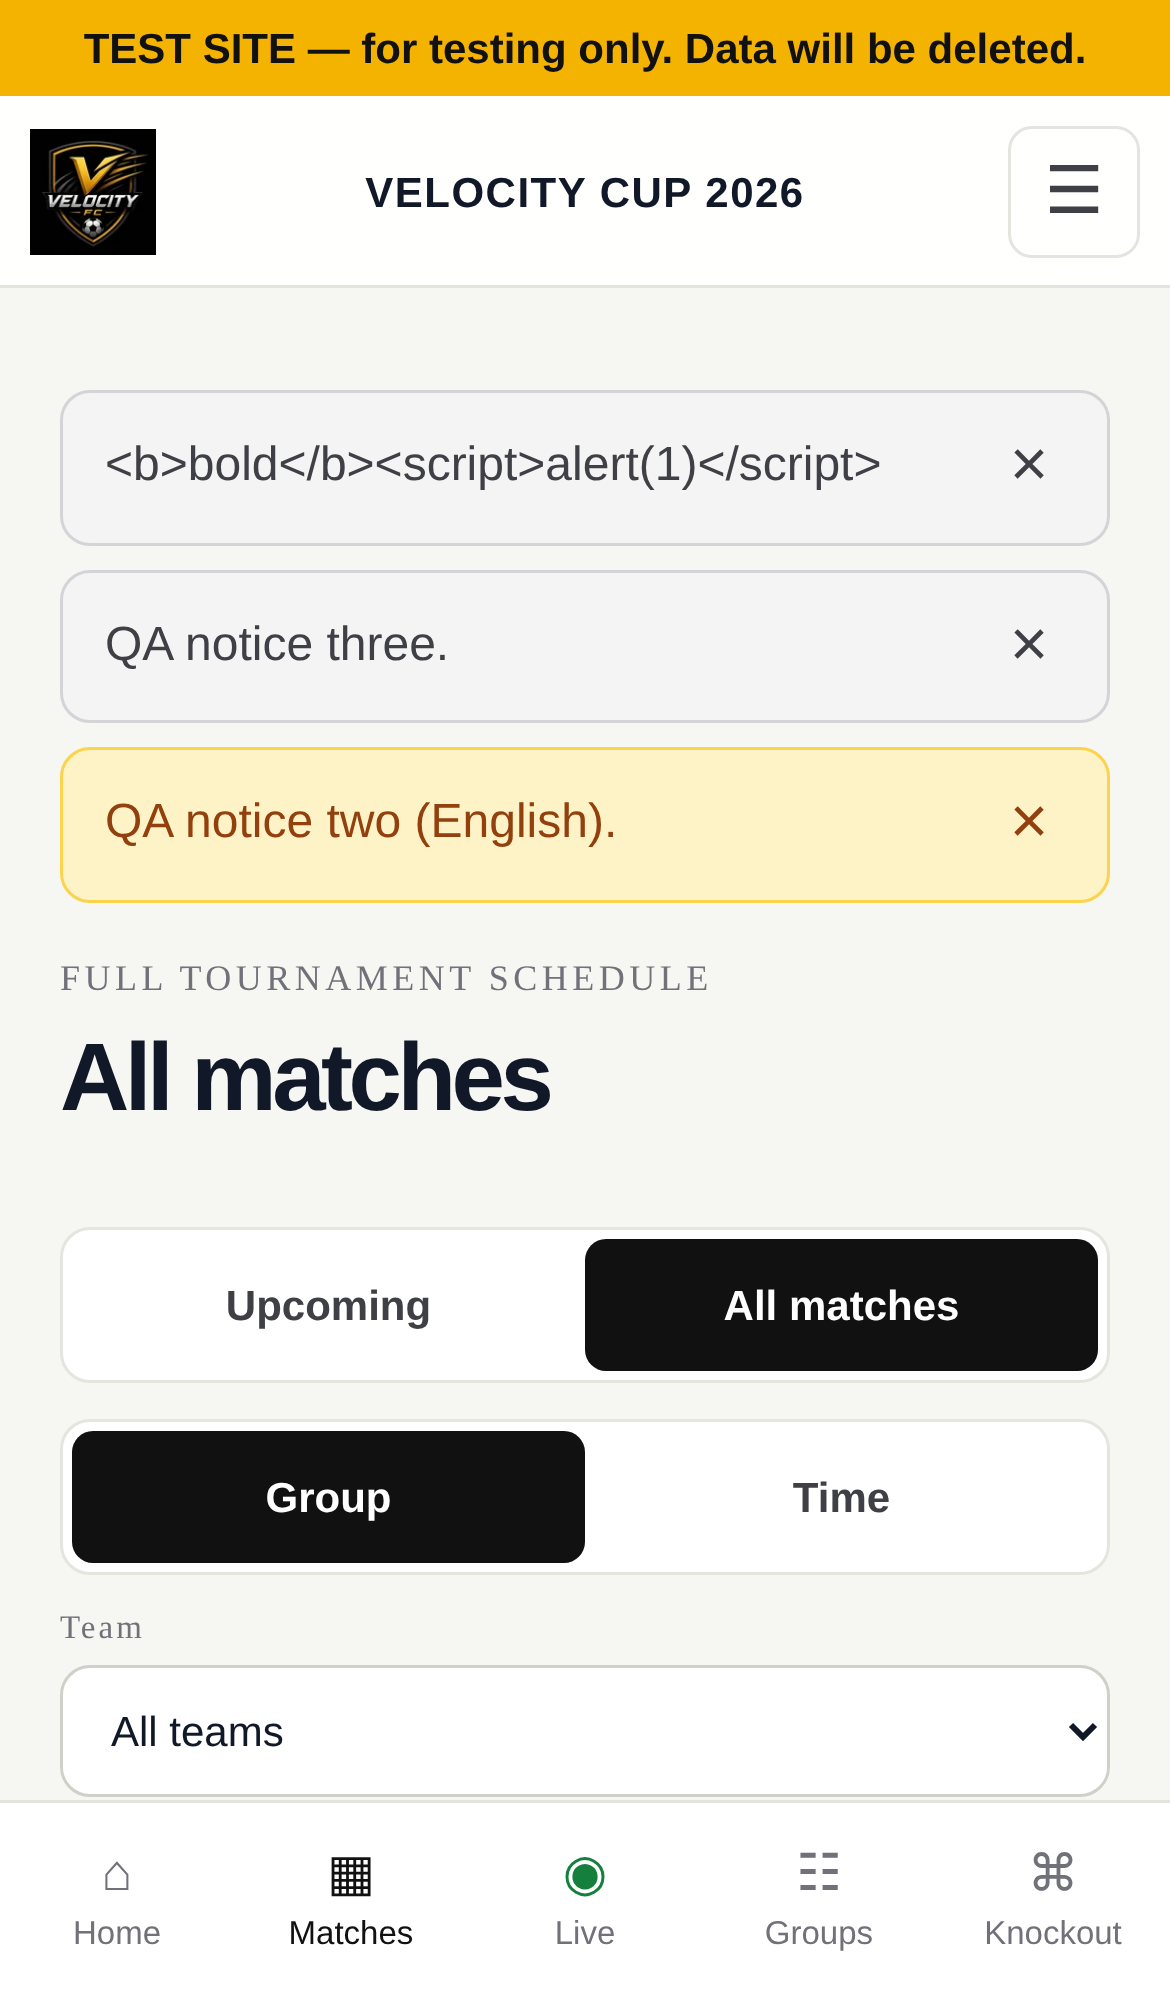 TEST SITE — for testing only. Data will be deleted.
V
VELOCITY
FC
VELOCITY CUP 2026
<b>bold</b><script>alert(1)</script>
QA notice three.
QA notice two (English).
FULL TOURNAMENT SCHEDULE
All matches
Upcoming
All matches
Group
Time
Team
All teams
Home
Matches
Live
Groups
Knockout